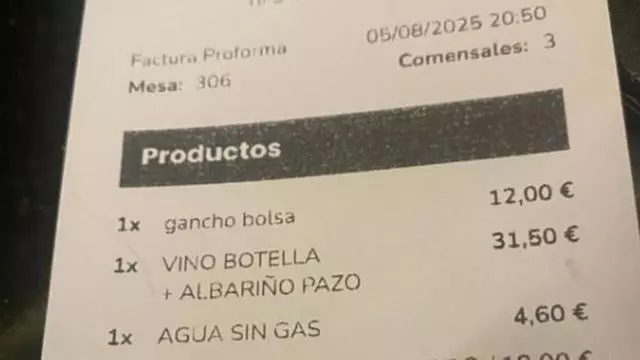 05/08/2025 20:50
Factura Proforma
Comensales: 3
Mesa: 306
Productos
1x gancho bolsa 12,00 €
1x VINO BOTELLA 31,50 €
+ ALBARIÑO PAZO
1x AGUA SIN GAS 4,60 €